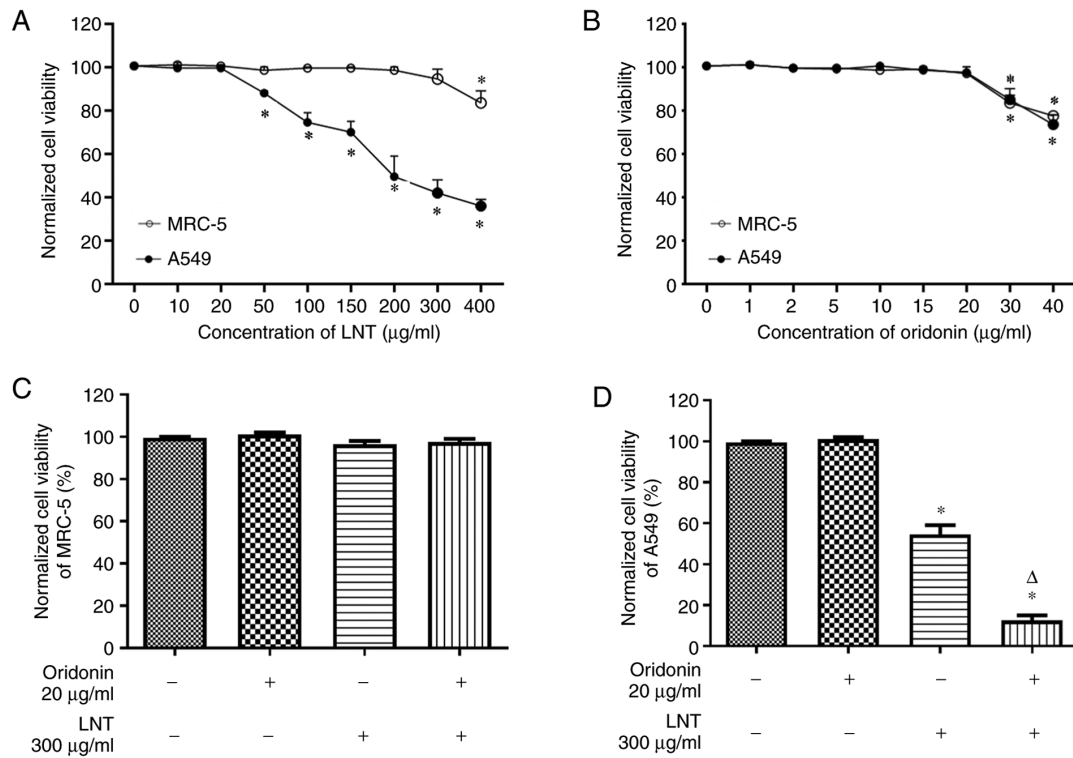 A
Normalized cell viability
120
100
80
60
40
20
0
*
* * * * * * *
MRC-5
A549
0 10 20 50 100 150 200 300 400
Concentration of LNT (μg/ml)
B
Normalized cell viability
120
100
80
60
40
20
0
* *
* *
MRC-5
A549
0 1 2 5 10 15 20 30 40
Concentration of oridonin (μg/ml)
C
Normalized cell viability
of MRC-5 (%)
120
100
80
60
40
20
0
Oridonin
20 μg/ml
− + − +
LNT
300 μg/ml
− − + +
D
Normalized cell viability
of A549 (%)
120
100
80
60
40
20
0
*
Δ
*
Oridonin
20 μg/ml
− + − +
LNT
300 μg/ml
− − + +